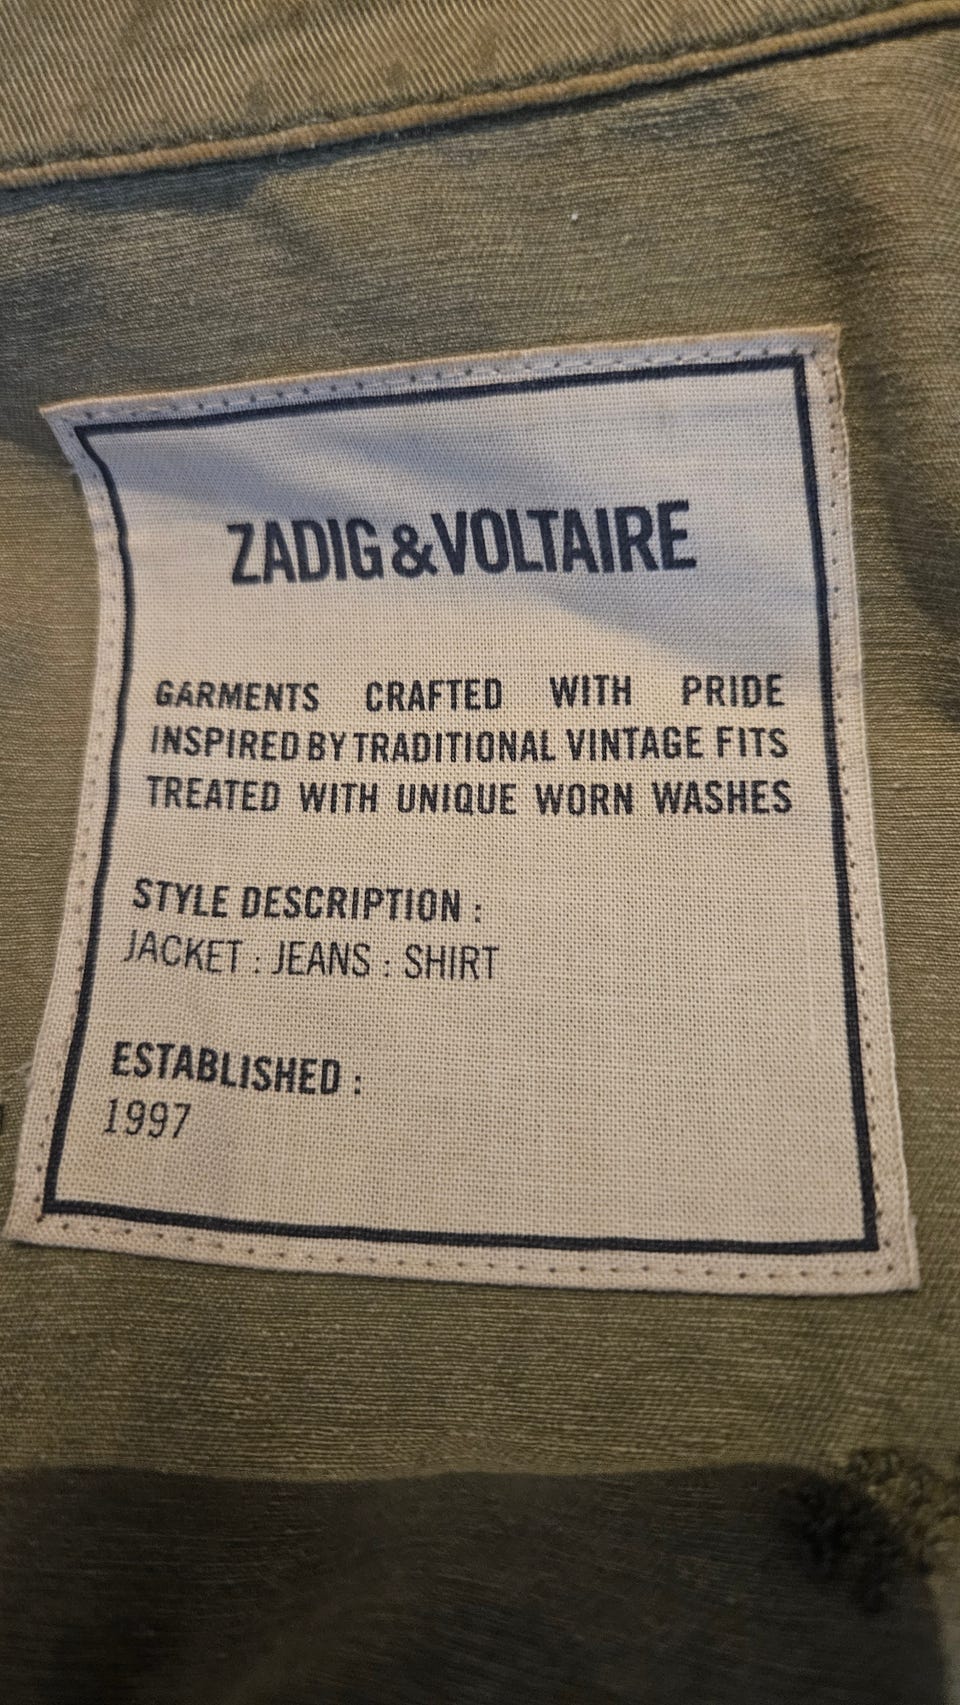 ZADIG&VOLTAIRE
GARMENTS CRAFTED WITH PRIDE
INSPIRED BY TRADITIONAL VINTAGE FITS
TREATED WITH UNIQUE WORN WASHES
STYLE DESCRIPTION :
JACKET : JEANS : SHIRT
ESTABLISHED :
1997